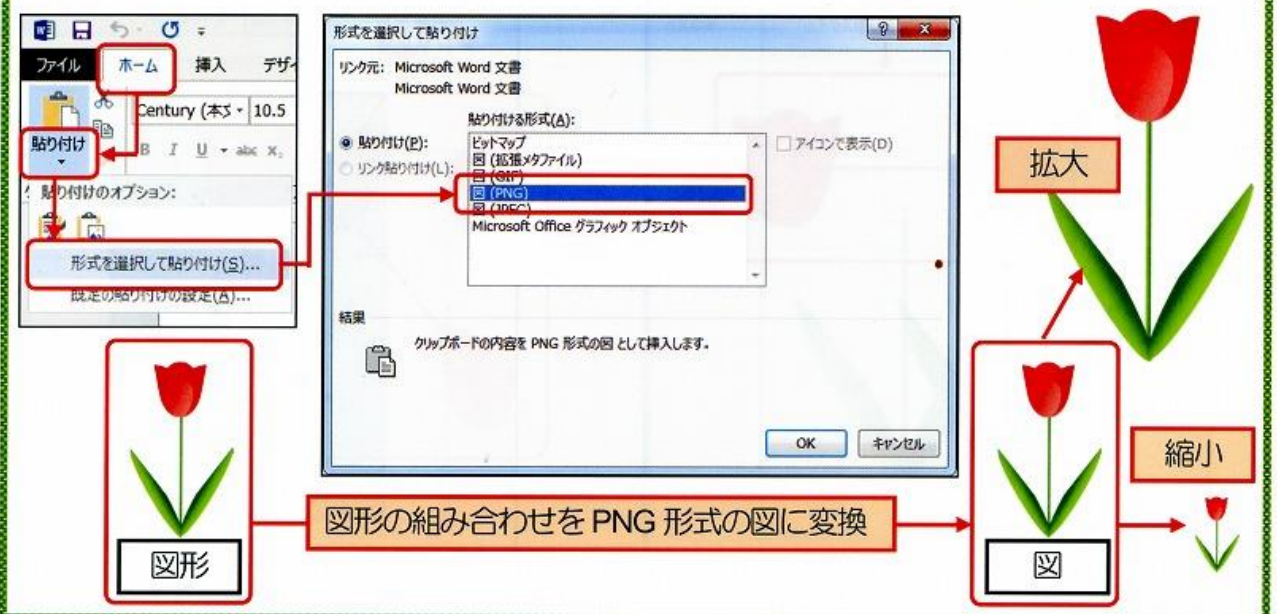 ファイル ホーム 挿入 デザイ
Century (本文 10.5
貼り付け
B I U abc X₂
貼り付けのオプション:
形式を選択して貼り付け(S)...
既定の貼り付けの設定(A)...
形式を選択して貼り付け
リンク元: Microsoft Word 文書
Microsoft Word 文書
貼り付ける形式(A):
貼り付け(P):
リンク貼り付け(L):
ビットマップ
図 (拡張メタファイル)
図 (GIF)
図 (PNG)
図 (JPEG)
Microsoft Office グラフィック オブジェクト
アイコンで表示(D)
結果
クリップボードの内容を PNG 形式の図 として挿入します。
OK キャンセル
拡大
縮小
図形の組み合わせを PNG 形式の図に変換
図形
図